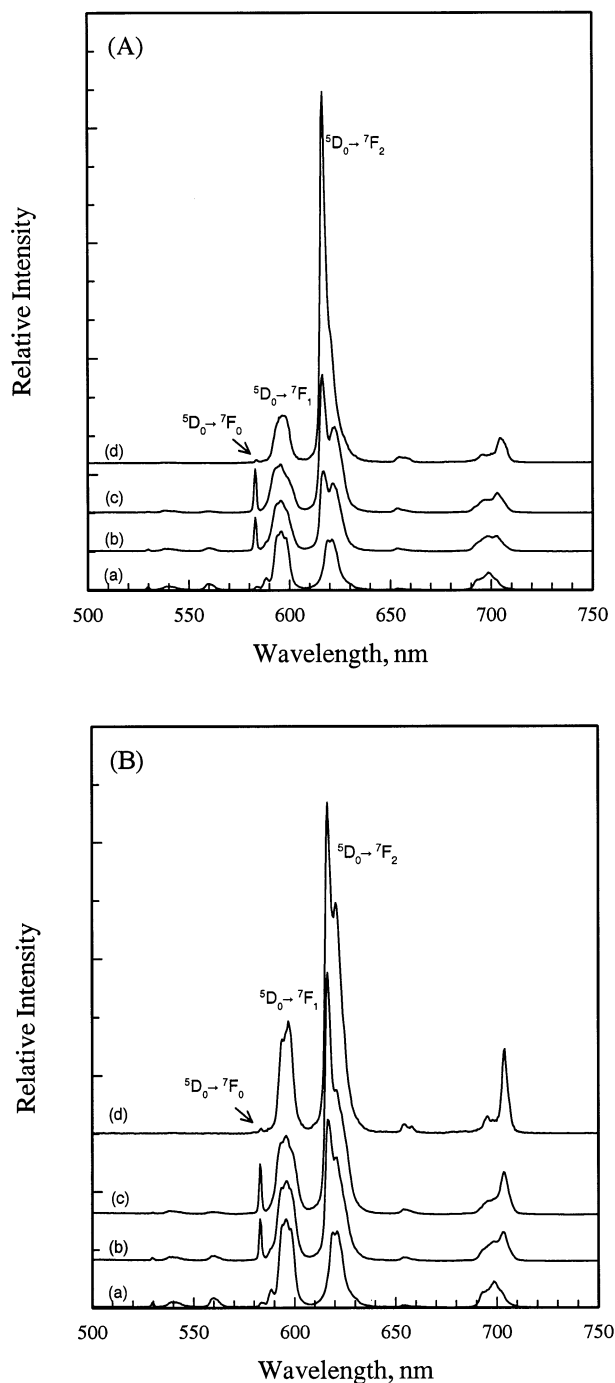 (A)
⁵D₀→⁷F₂
⁵D₀→⁷F₁
⁵D₀→⁷F₀
(d)
(c)
(b)
(a)
Relative Intensity
500 550 600 650 700 750
Wavelength, nm
(B)
⁵D₀→⁷F₂
⁵D₀→⁷F₁
⁵D₀→⁷F₀
(d)
(c)
(b)
(a)
Relative Intensity
500 550 600 650 700 750
Wavelength, nm